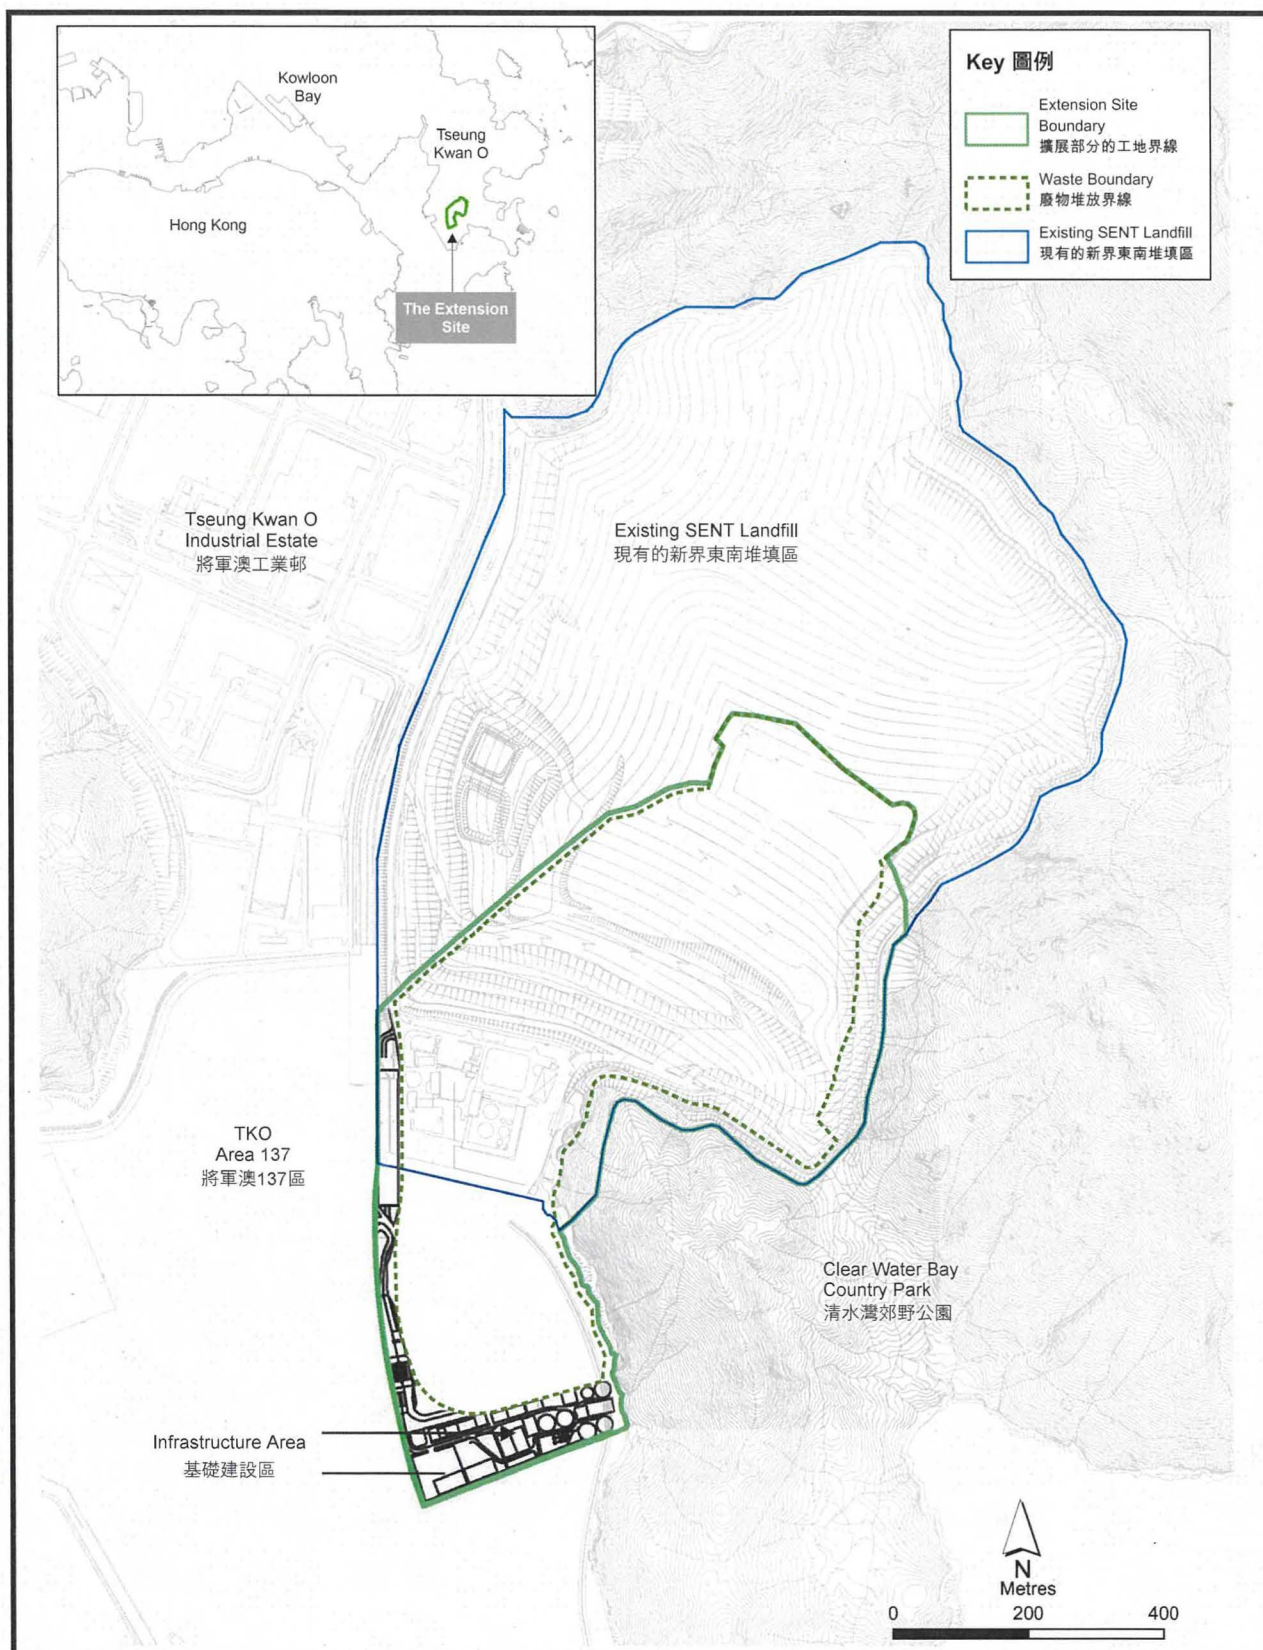 Kowloon
Bay
Tseung
Kwan O
Hong Kong
The Extension
Site
Key 圖例
Extension Site
Boundary
擴展部分的工地界線
Waste Boundary
廢物堆放界線
Existing SENT Landfill
現有的新界東南堆填區
Tseung Kwan O
Industrial Estate
將軍澳工業邨
Existing SENT Landfill
現有的新界東南堆填區
TKO
Area 137
將軍澳137區
Clear Water Bay
Country Park
清水灣郊野公園
Infrastructure Area
基礎建設區
N
Metres
0 200 400